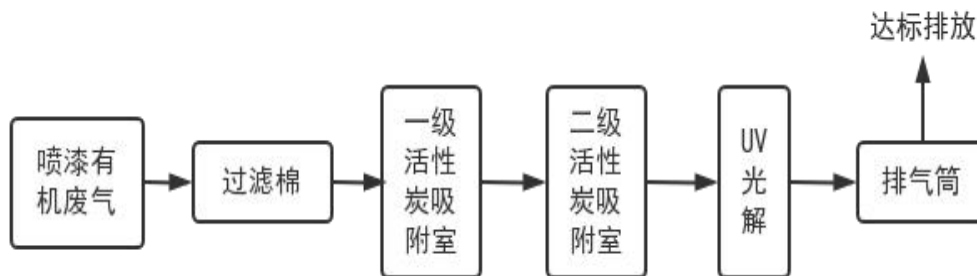 达标排放
喷漆有
机废气
过滤棉
一级
活性
炭吸
附室
二级
活性
炭吸
附室
UV
光
解
排气筒